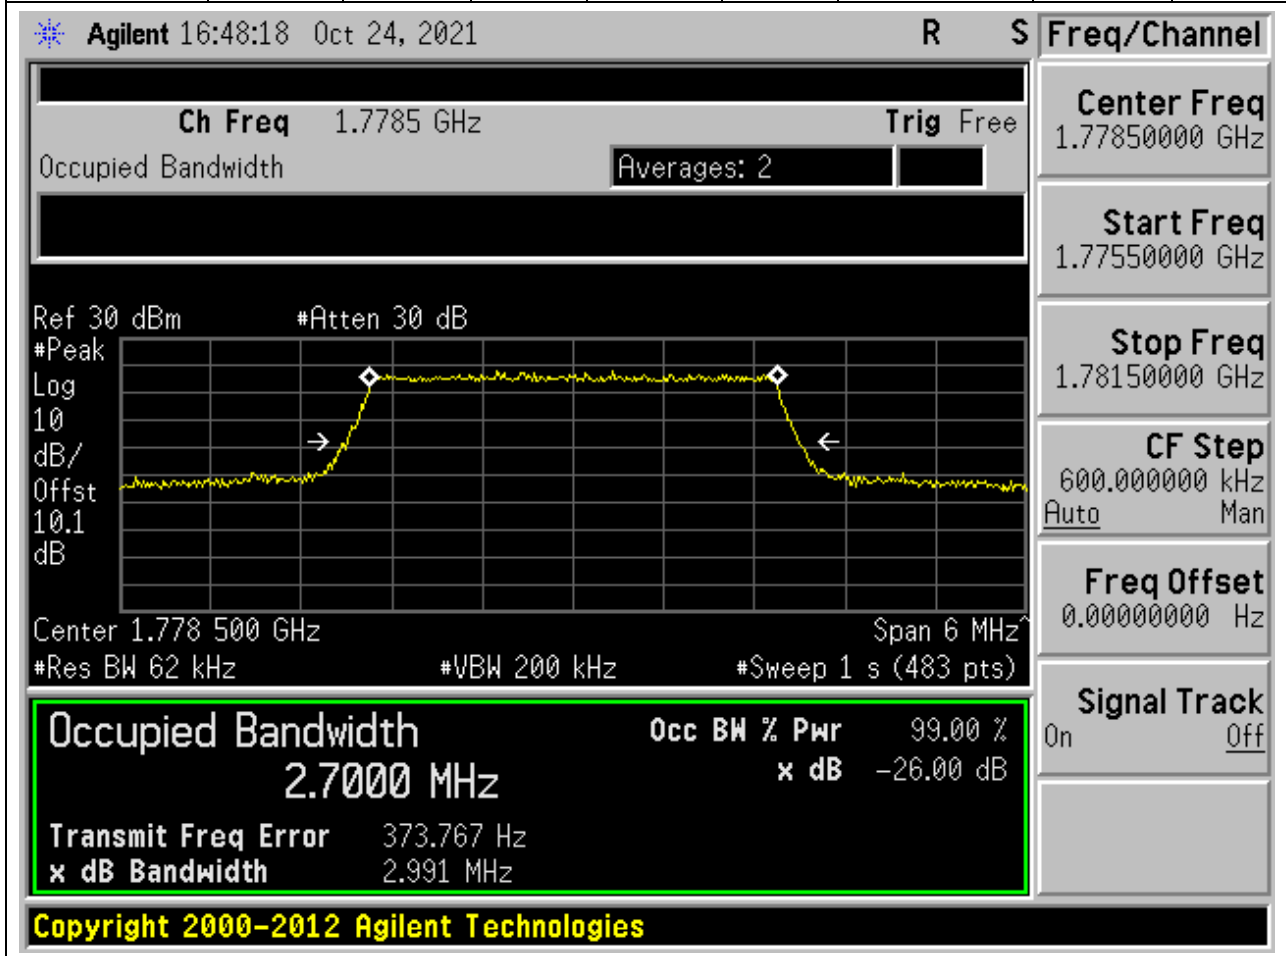 Agilent 16:48:18 Oct 24, 2021 R S Freq/Channel
Ch Freq 1.7785 GHz Trig Free
Occupied Bandwidth Averages: 2
Center Freq
1.77850000 GHz
Start Freq
1.77550000 GHz
Stop Freq
1.78150000 GHz
CF Step
600.000000 kHz
Auto Man
Freq Offset
0.00000000 Hz
Signal Track
On Off
Ref 30 dBm #Atten 30 dB
#Peak
Log
10
dB/
Offst
10.1
dB
Center 1.778 500 GHz Span 6 MHz^
#Res BW 62 kHz #VBW 200 kHz #Sweep 1 s (483 pts)
Occupied Bandwidth Occ BW % Pwr 99.00 %
2.7000 MHz x dB -26.00 dB
Transmit Freq Error 373.767 Hz
x dB Bandwidth 2.991 MHz
Copyright 2000-2012 Agilent Technologies